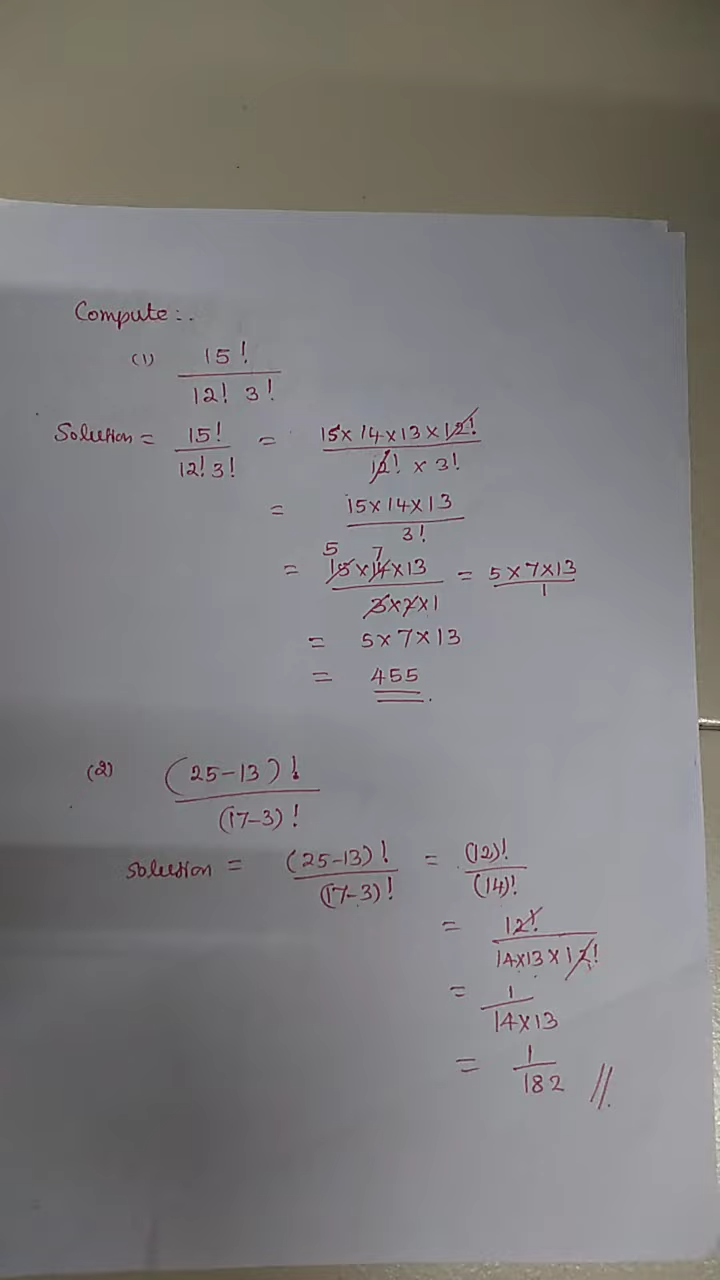 Compute:.
(1) 15! / 12! 3!
Solution = 15! / 12! 3! = 15 × 14 × 13 × 12! / 12! × 3!
= 15 × 14 × 13 / 3!
= 5 7 15 × 14 × 13 / 3 × 2 × 1 = 5 × 7 × 13 / 1
= 5 × 7 × 13
= 455.
(2) (25-13)! / (17-3)!
Solution = (25-13)! / (17-3)! = (12)! / (14)!
= 12! / 14×13×12!
= 1 / 14×13
= 1 / 182 //